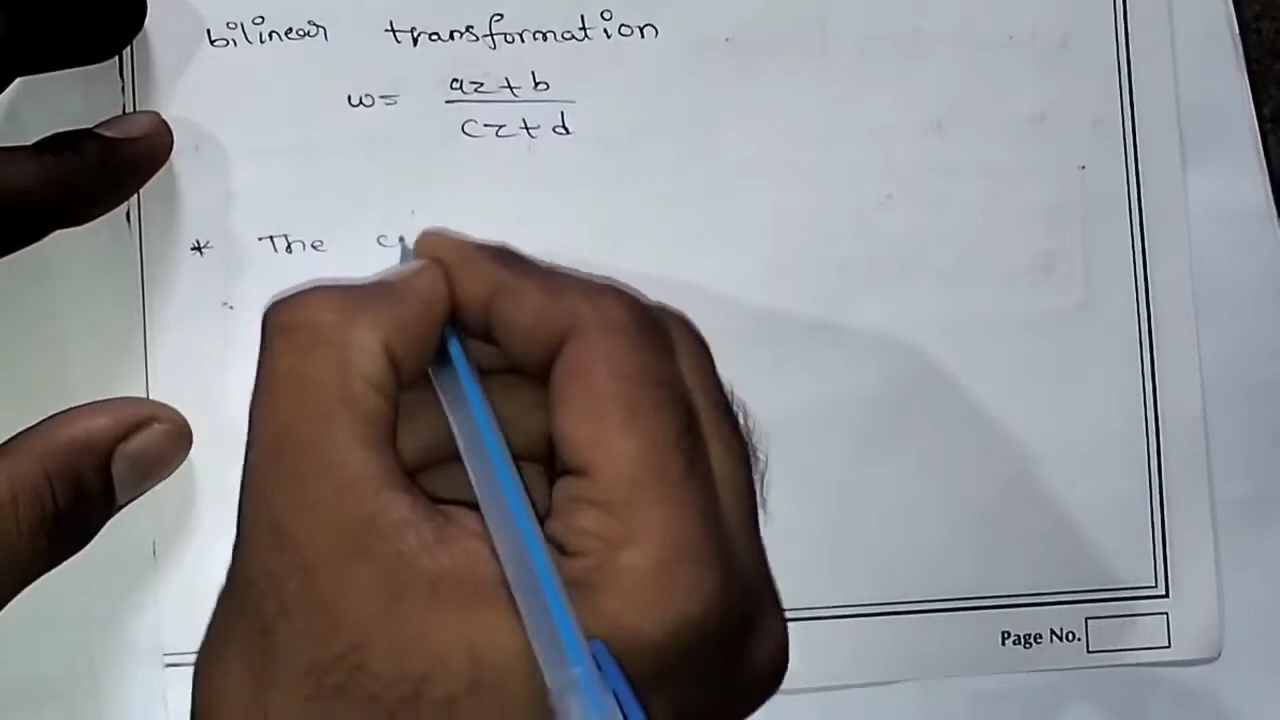 bilinear transformation
w= az+b
cz+d
* The
Page No.